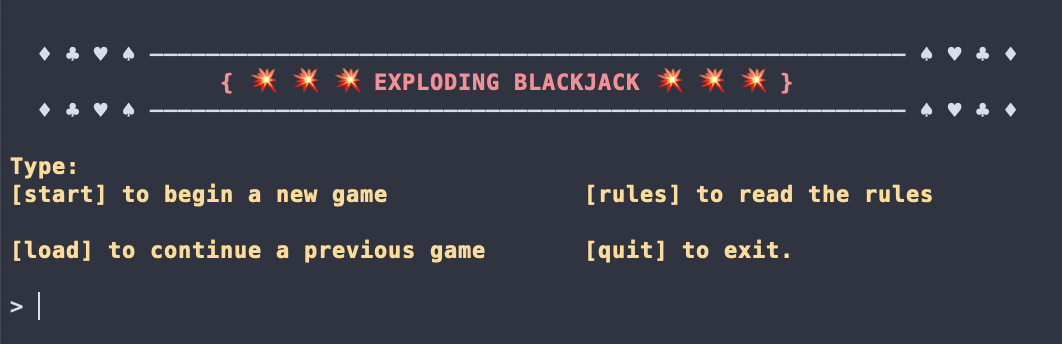 ♦ ♣ ♥ ♠ ────────────────────────────────────────────────────── ♠ ♥ ♣ ♦
{ 💥 💥 💥 EXPLODING BLACKJACK 💥 💥 💥 }
♦ ♣ ♥ ♠ ────────────────────────────────────────────────────── ♠ ♥ ♣ ♦
Type:
[start] to begin a new game [rules] to read the rules
[load] to continue a previous game [quit] to exit.
>